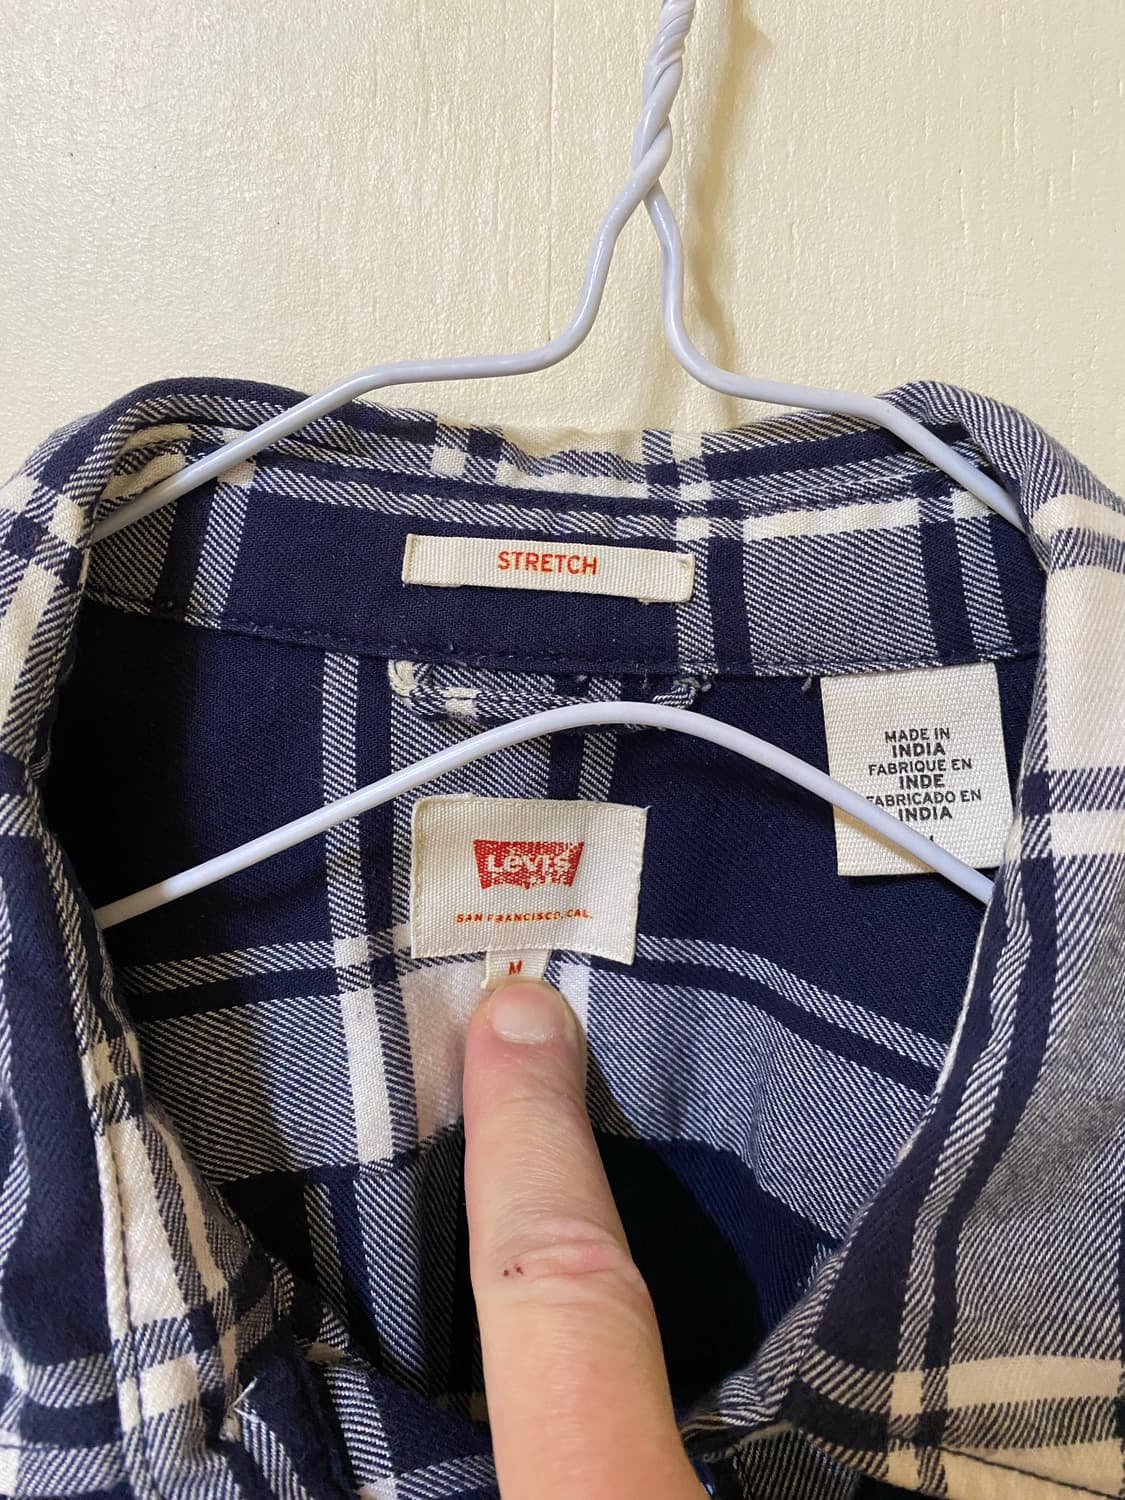 STRETCH
MADE IN
INDIA
FABRIQUE EN
INDE
FABRICADO EN
INDIA
Levi's
SAN FRANCISCO, CAL.
M